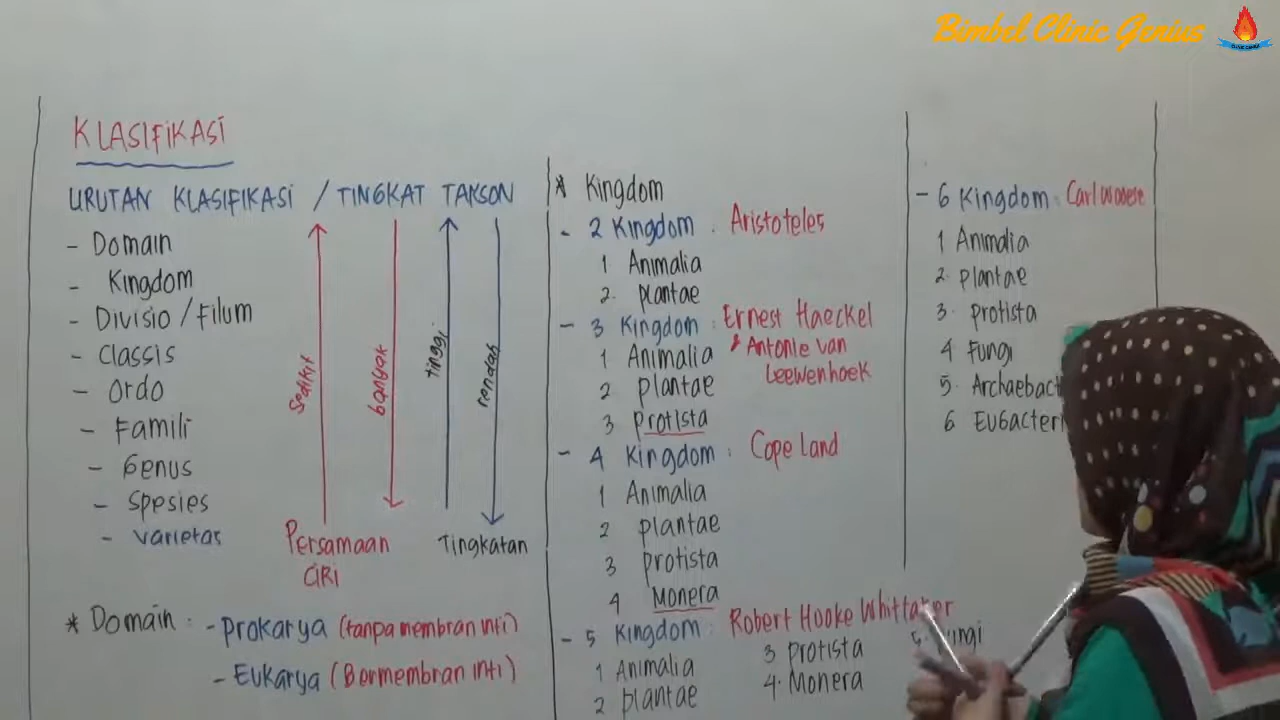 Bimbel Clinic Genius
KLASIFIKASI
URUTAN KLASIFIKASI / TINGKAT TAKSON
- Domain
- Kingdom
- Divisio / Filum
- Classis
- Ordo
- Famili
- Genus
- Spesies
- Varietas
Sedikit
banyak
tinggi
rendah
Persamaan
CIRI
Tingkatan
* Domain : - Prokarya (tanpa membran inti)
- Eukarya (Bermembran inti)
* Kingdom
- 2 Kingdom : Aristoteles
1 Animalia
2. plantae
- 3 Kingdom : Ernest Haeckel
& Antonie van
Leewenhoek
1 Animalia
2 plantae
3 protista
- 4 Kingdom : Cope land
1 Animalia
2 plantae
3 protista
4 Monera
- 5 Kingdom : Robert Hooke Whittaker
1 Animalia
2 plantae
3 protista
4. Monera
- 6 Kingdom : Carl
1 Animalia
2. plantae
3. protista
4 Fungi
5. Archaebact
6 Eubacteri